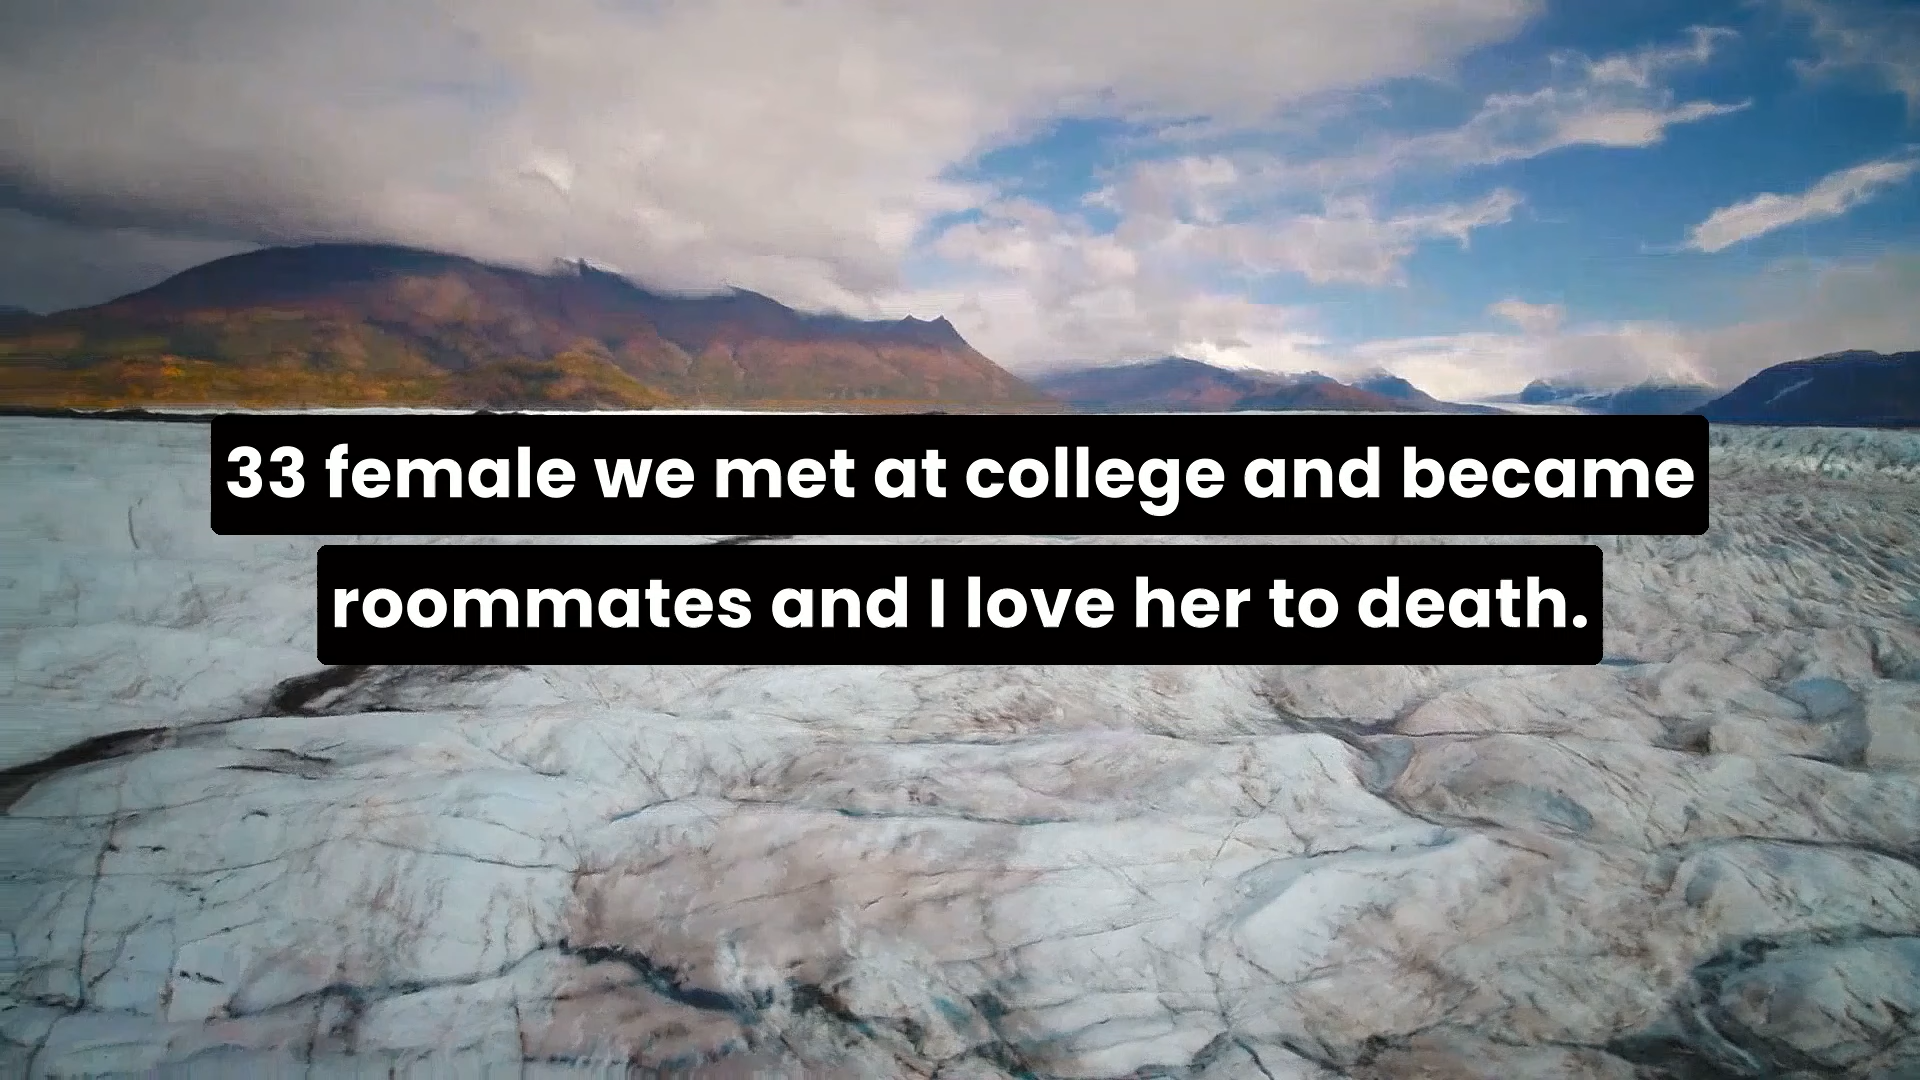 33 female we met at college and became
roommates and I love her to death.